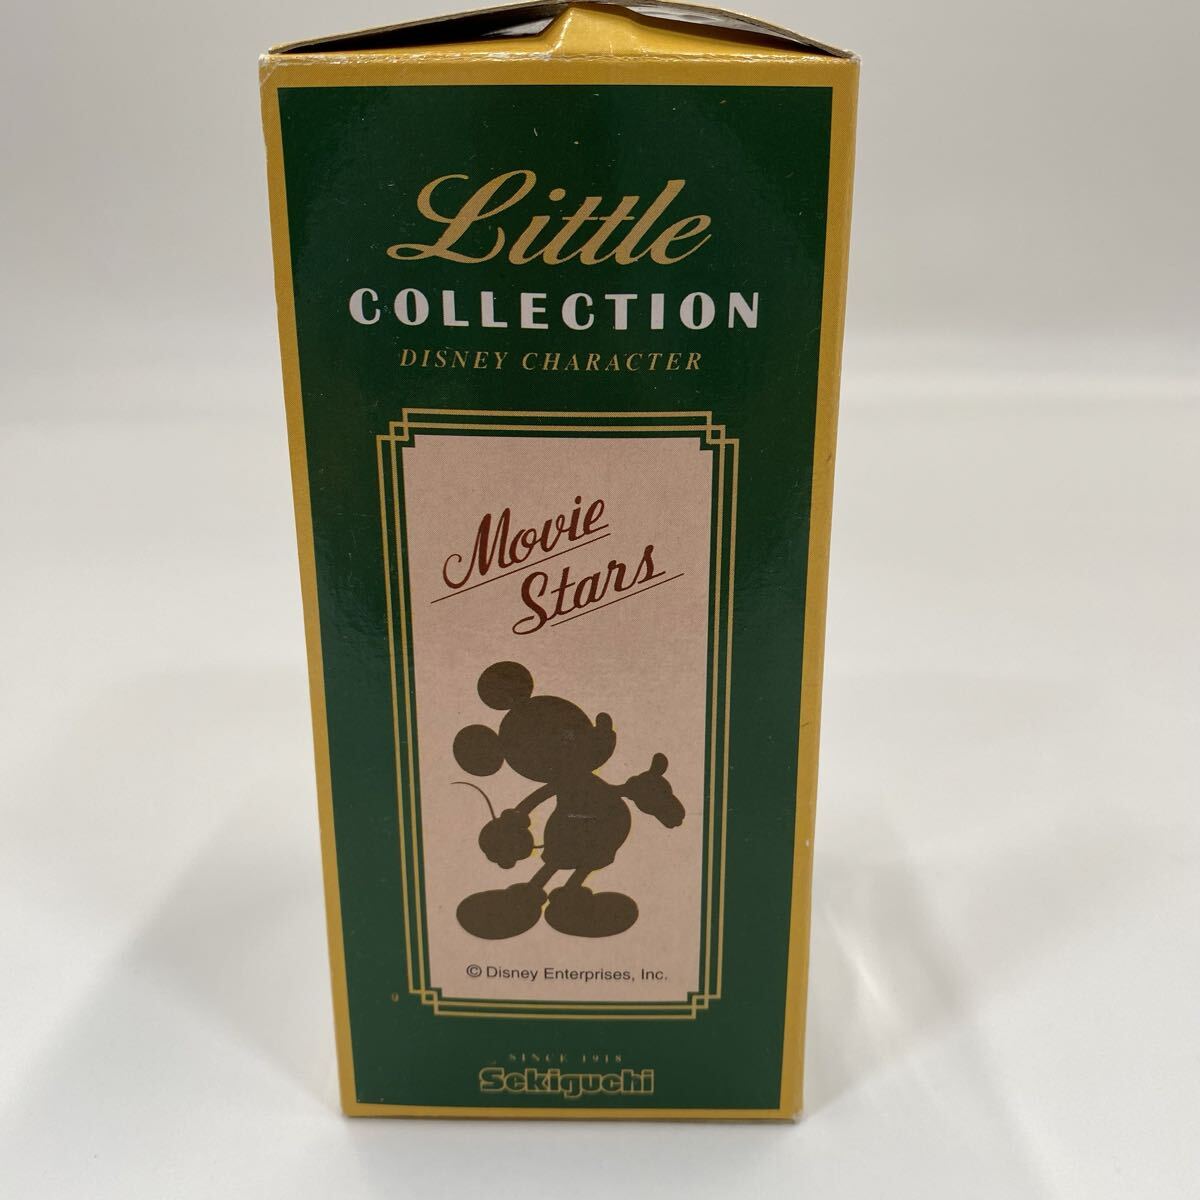 Little
COLLECTION
DISNEY CHARACTER
Movie
Stars
© Disney Enterprises, Inc.
SINCE 1918
Sekiguchi